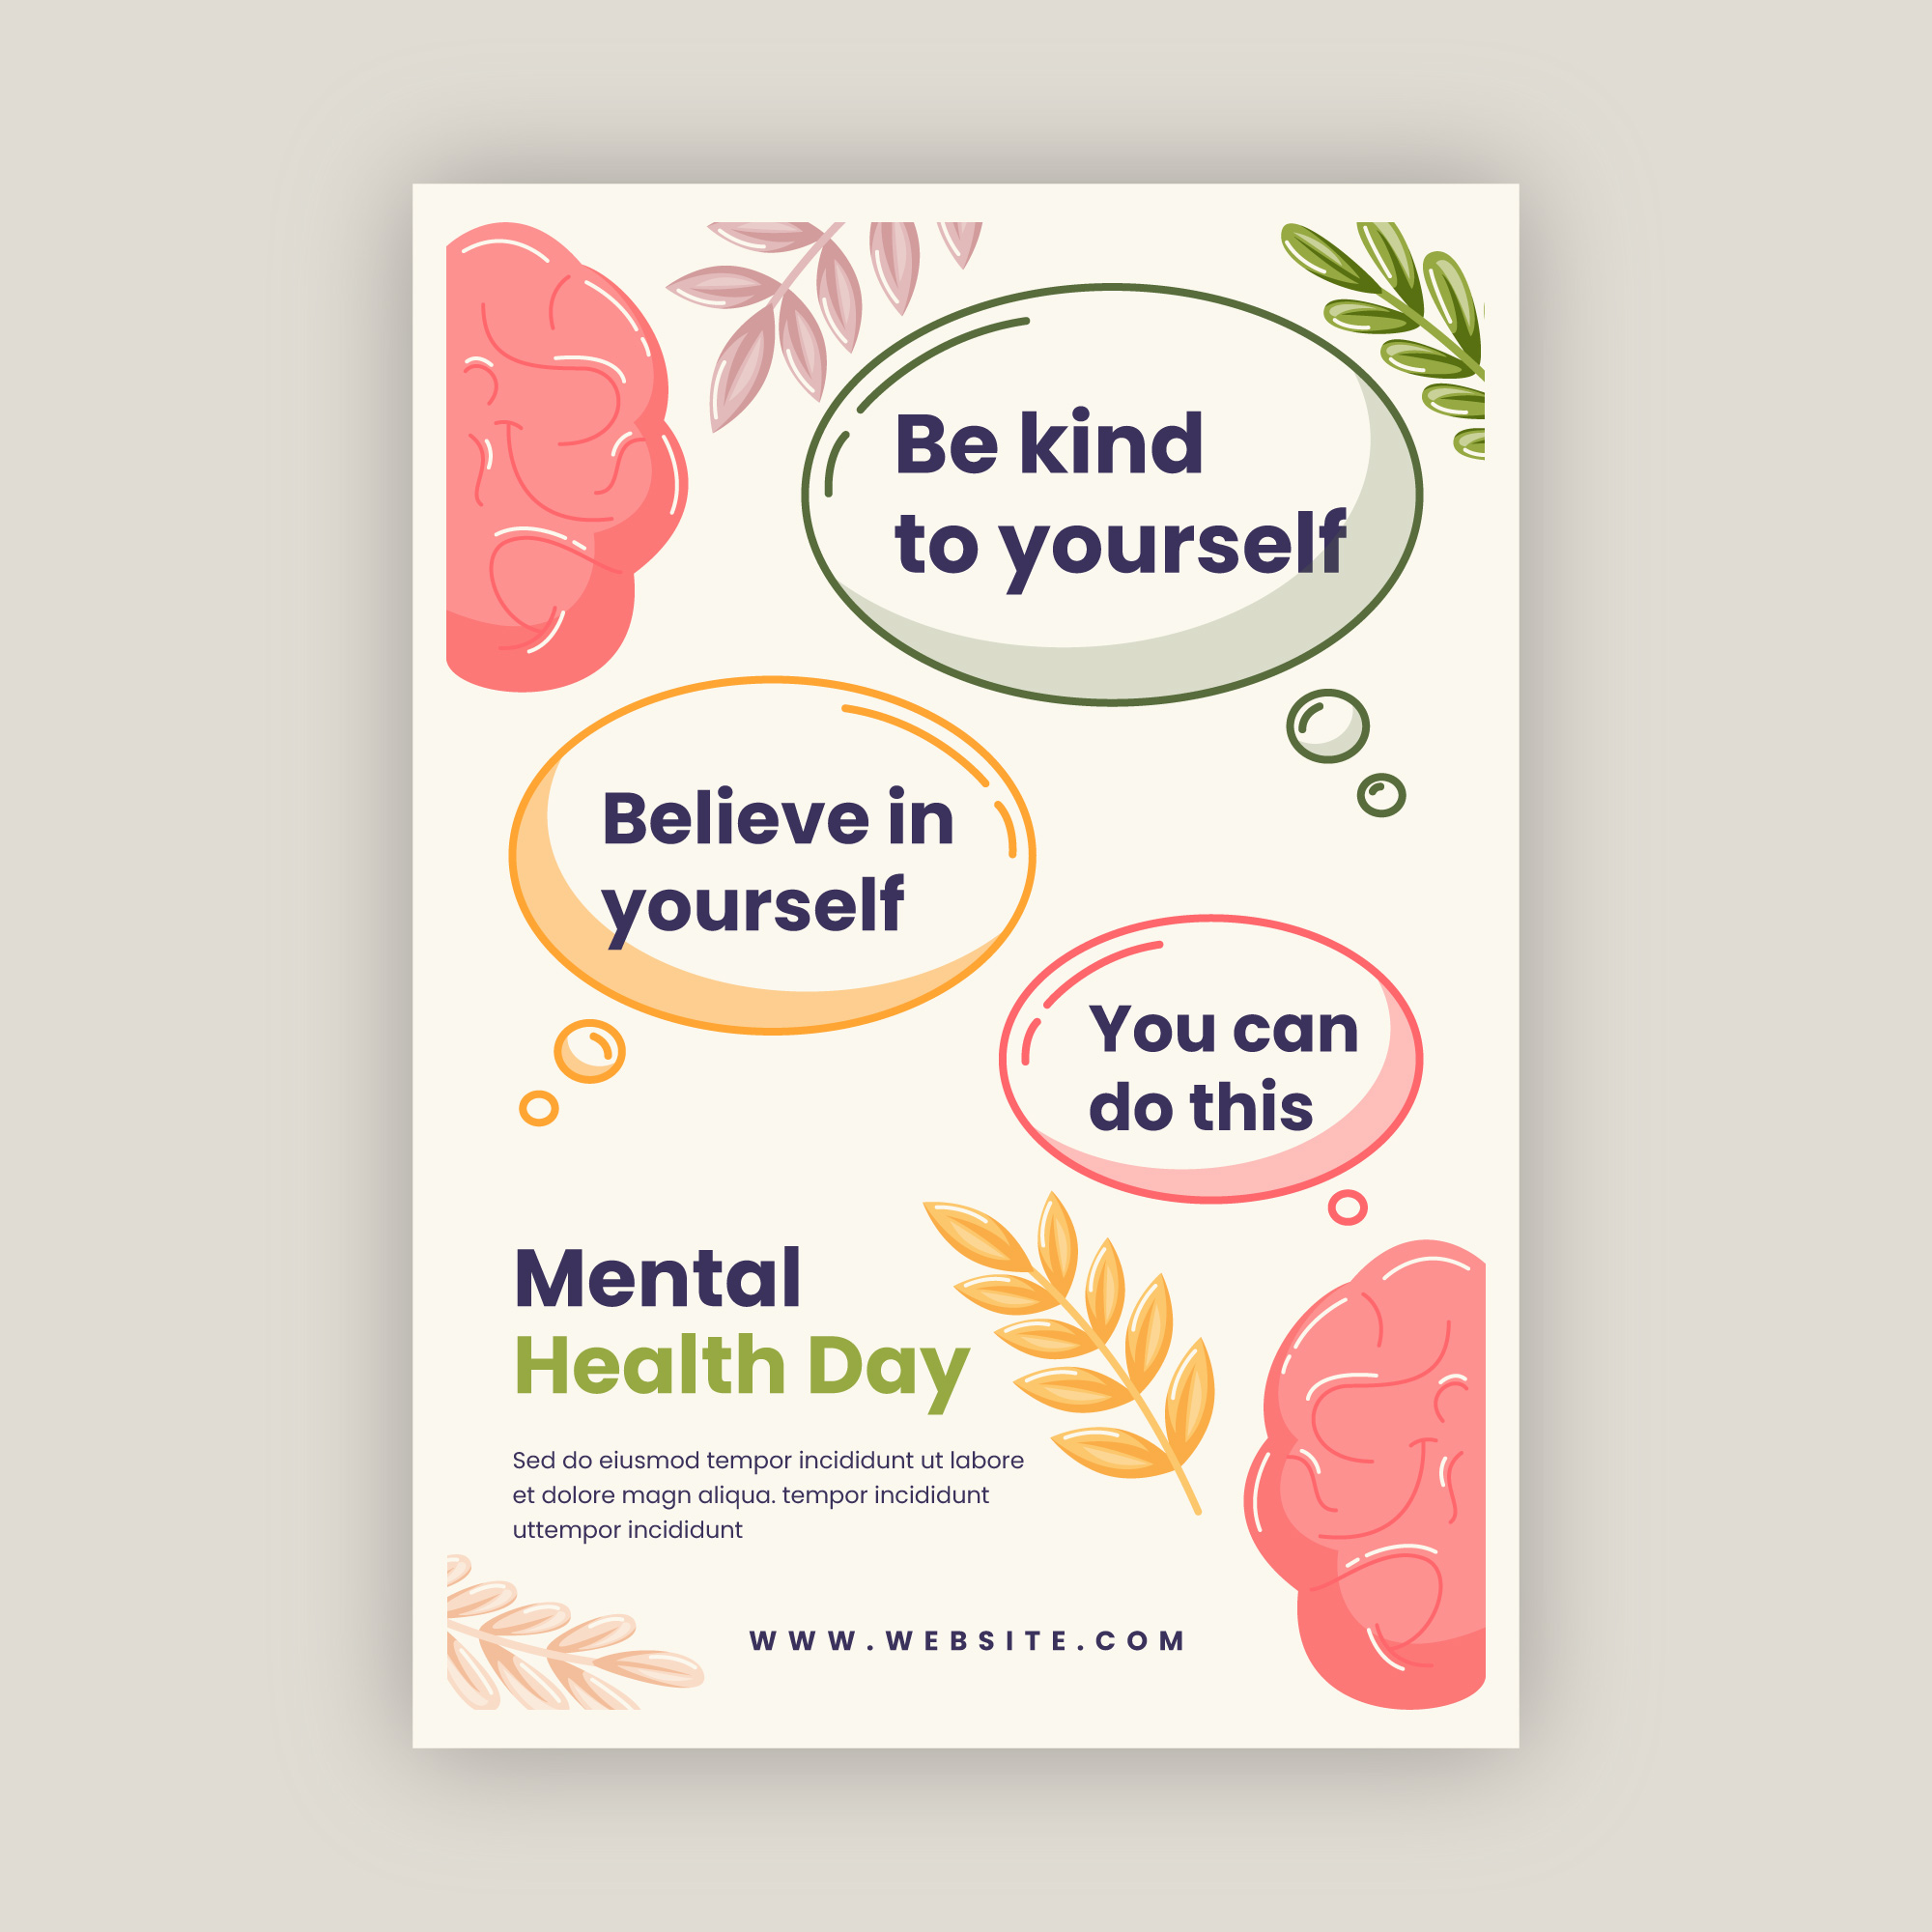 Be kind
to yourself
Believe in
yourself
You can
do this
Mental
Health Day
Sed do eiusmod tempor incididunt ut labore
et dolore magn aliqua. tempor incididunt
uttempor incididunt
WWW.WEBSITE.COM